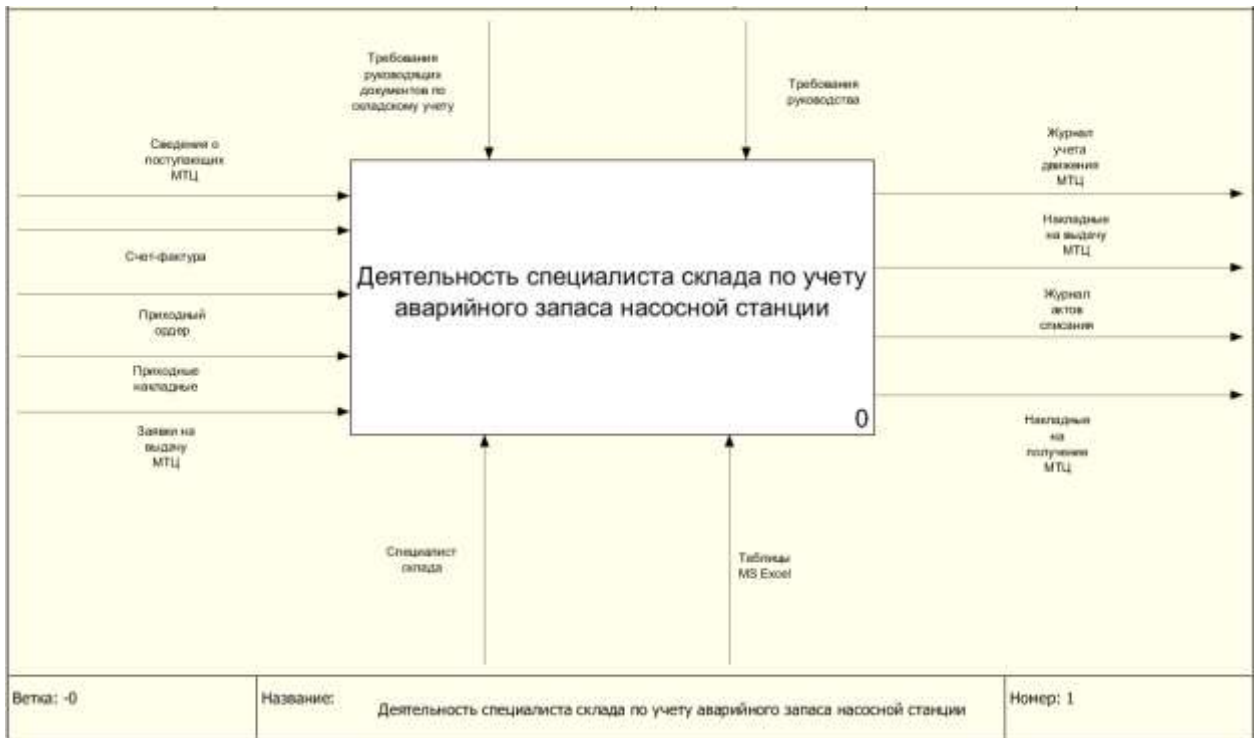 Требования
руководящих
документов по
складскому учету
Требования
руководства
Сведения о
поступающих
МТЦ
Счет-фактура
Приходный
ордер
Приходные
накладные
Заявки на
выдачу
МТЦ
Деятельность специалиста склада по учету
аварийного запаса насосной станции
0
Журнал
учета
движения
МТЦ
Накладные
на выдачу
МТЦ
Журнал
актов
списания
Накладные
на
получение
МТЦ
Специалист
склада
Таблицы
MS Excel
Ветка: -0
Название:
Деятельность специалиста склада по учету аварийного запаса насосной станции
Номер: 1